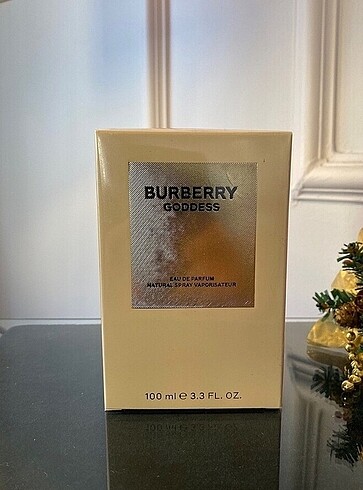 BURBERRY
GODDESS
EAU DE PARFUM
NATURAL SPRAY VAPORISATEUR
100 ml ℮ 3.3 FL. OZ.